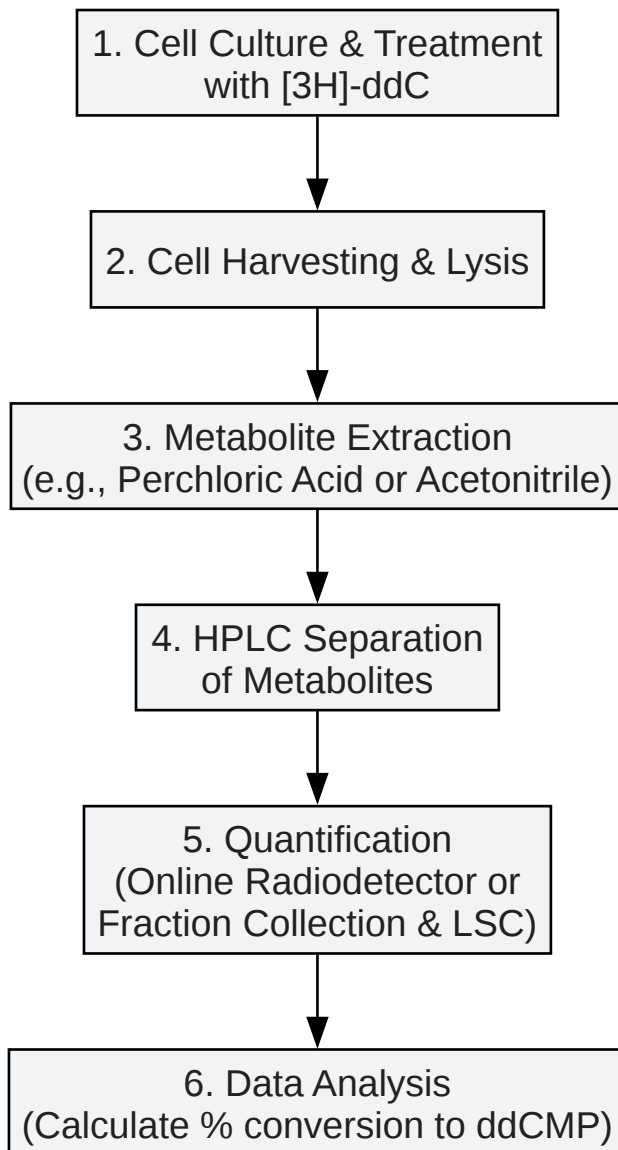 1. Cell Culture & Treatment
with [3H]-ddC
2. Cell Harvesting & Lysis
3. Metabolite Extraction
(e.g., Perchloric Acid or Acetonitrile)
4. HPLC Separation
of Metabolites
5. Quantification
(Online Radiodetector or
Fraction Collection & LSC)
6. Data Analysis
(Calculate % conversion to ddCMP)